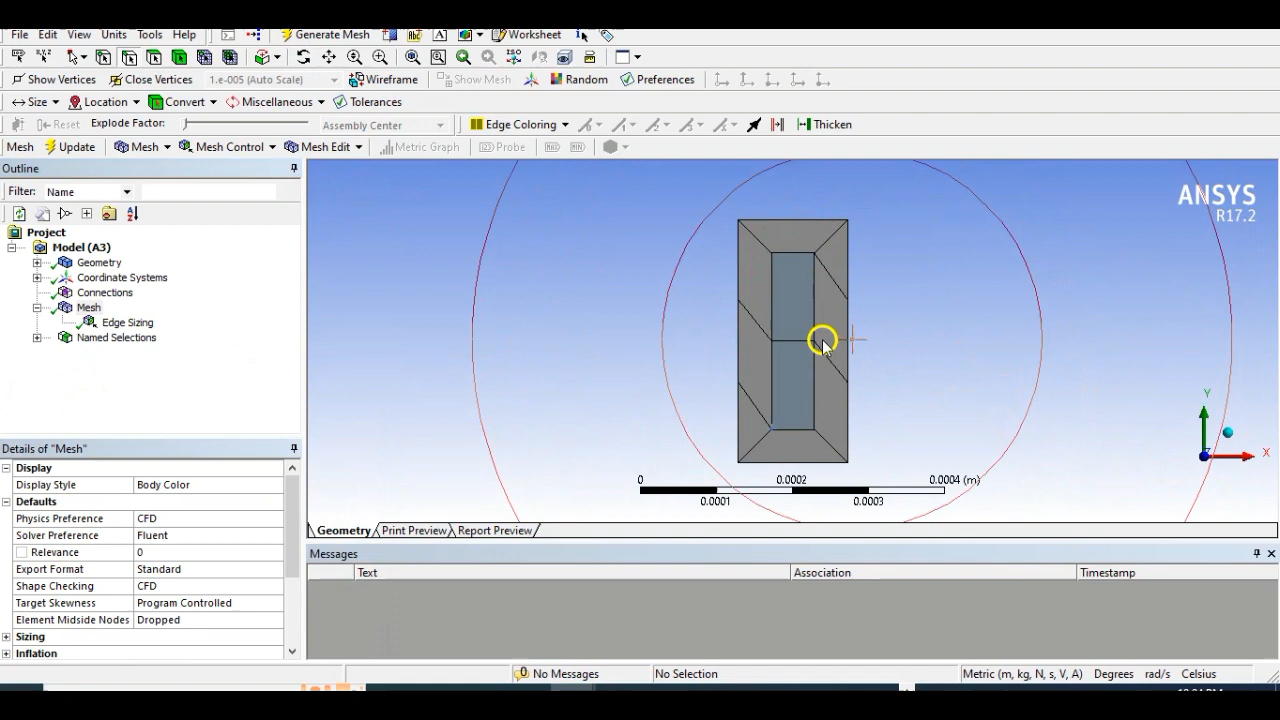 File Edit View Units Tools Help Generate Mesh A Worksheet i
Show Vertices Close Vertices 1.e-005 (Auto Scale) Wireframe Show Mesh Random Preferences
Size Location Convert Miscellaneous Tolerances
Reset Explode Factor: Assembly Center Edge Coloring Thicken
Mesh Update Mesh Mesh Control Mesh Edit Metric Graph Probe MAX MIN
Outline
Filter: Name
Project
Model (A3)
Geometry
Coordinate Systems
Connections
Mesh
Edge Sizing
Named Selections
Details of "Mesh"
Display
Display Style Body Color
Defaults
Physics Preference CFD
Solver Preference Fluent
Relevance 0
Export Format Standard
Shape Checking CFD
Target Skewness Program Controlled
Element Midside Nodes Dropped
Sizing
Inflation
ANSYS
R17.2
Y
X
0 0.0002 0.0004 (m)
0.0001 0.0003
Geometry Print Preview Report Preview
Messages
Text Association Timestamp
No Messages No Selection Metric (m, kg, N, s, V, A) Degrees rad/s Celsius